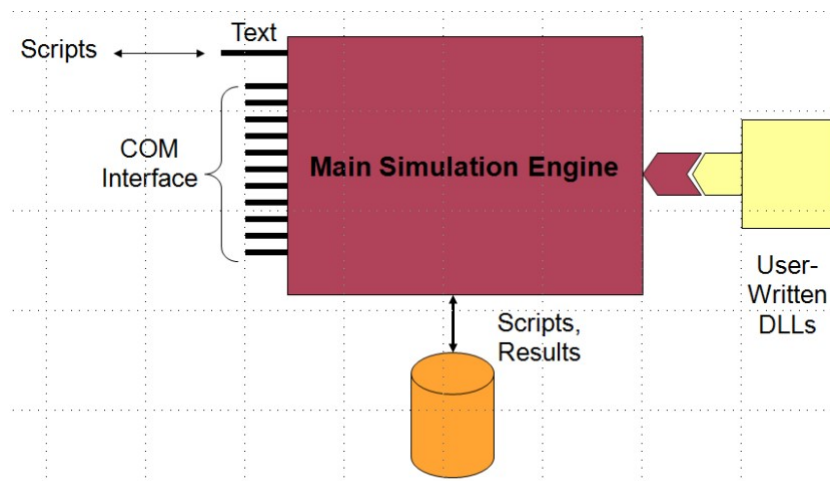 Text
Scripts
COM
Interface
Main Simulation Engine
User-
Written
DLLs
Scripts,
Results